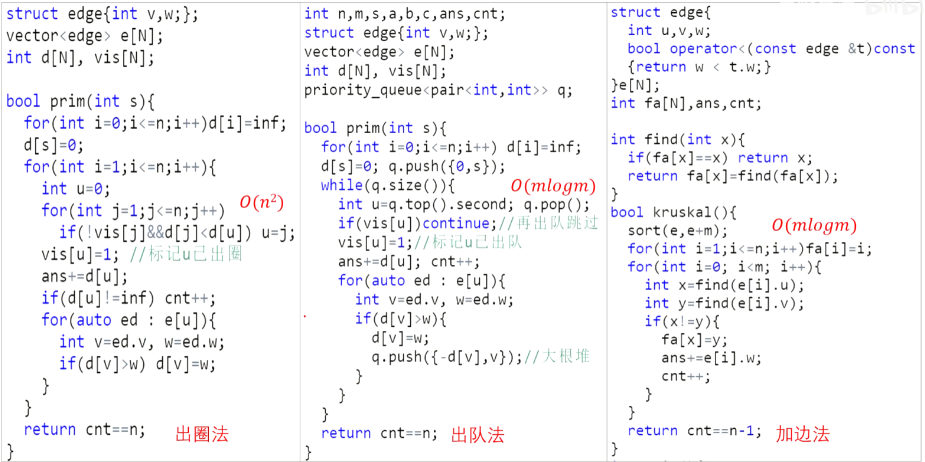 struct edge{int v,w;};
vector<edge> e[N];
int d[N], vis[N];
bool prim(int s){
for(int i=0;i<=n;i++)d[i]=inf;
d[s]=0;
for(int i=1;i<=n;i++){
int u=0;
for(int j=1;j<=n;j++)
O(n²)
if(!vis[j]&&d[j]<d[u]) u=j;
vis[u]=1; //标记u已出圈
ans+=d[u];
if(d[u]!=inf) cnt++;
for(auto ed : e[u]){
int v=ed.v, w=ed.w;
if(d[v]>w) d[v]=w;
}
}
return cnt==n;
出圈法
}
int n,m,s,a,b,c,ans,cnt;
struct edge{int v,w;};
vector<edge> e[N];
int d[N], vis[N];
priority_queue<pair<int,int>> q;
bool prim(int s){
for(int i=0;i<=n;i++) d[i]=inf;
d[s]=0; q.push({0,s});
while(q.size()){
O(mlogm)
int u=q.top().second; q.pop();
if(vis[u])continue;//再出队跳过
vis[u]=1;//标记u已出队
ans+=d[u]; cnt++;
for(auto ed : e[u]){
int v=ed.v, w=ed.w;
if(d[v]>w){
d[v]=w;
q.push({-d[v],v});//大根堆
}
}
}
return cnt==n;
出队法
}
struct edge{
int u,v,w;
bool operator<(const edge &t)const
{return w < t.w;}
}e[N];
int fa[N],ans,cnt;
int find(int x){
if(fa[x]==x) return x;
return fa[x]=find(fa[x]);
}
bool kruskal(){
sort(e,e+m);
O(mlogm)
for(int i=1;i<=n;i++)fa[i]=i;
for(int i=0; i<m; i++){
int x=find(e[i].u);
int y=find(e[i].v);
if(x!=y){
fa[x]=y;
ans+=e[i].w;
cnt++;
}
}
return cnt==n-1;
加边法
}